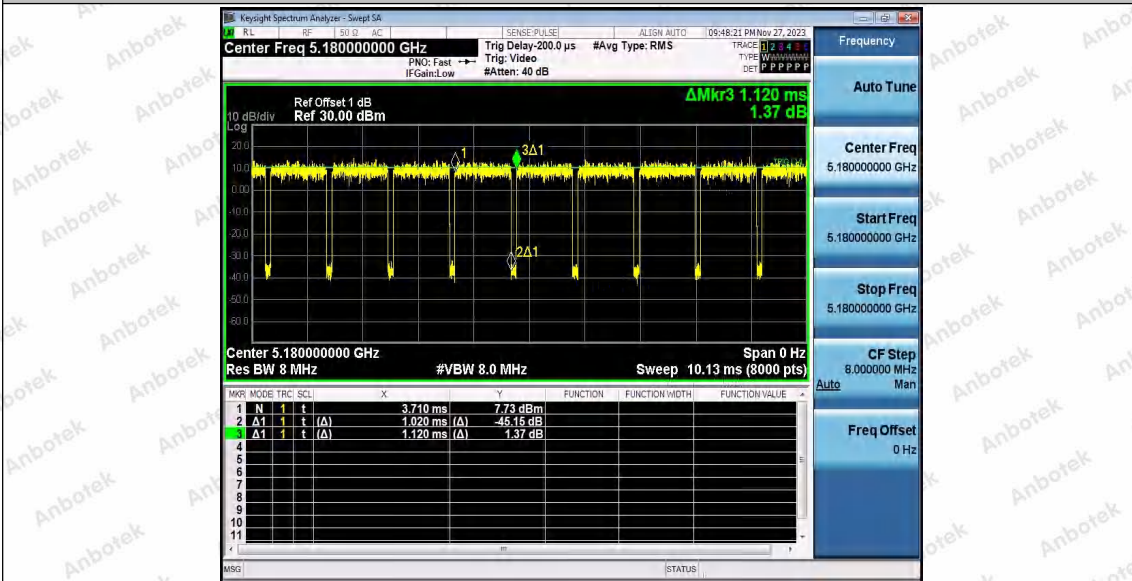 Keysight Spectrum Analyzer - Swept SA
RL RF 50 Ω AC SENSE:PULSE ALIGN AUTO 09:48:21 PM Nov 27, 2023
Center Freq 5.180000000 GHz
PNO: Fast
IFGain:Low
Trig Delay-200.0 µs
Trig: Video
#Atten: 40 dB
#Avg Type: RMS
TRACE 1 2 3 4 5 6
TYPE WWWWWW
DET P P P P P P
ΔMkr3 1.120 ms
1.37 dB
Ref Offset 1 dB
10 dB/div Ref 30.00 dBm
Log
20.0
10.0
0.00
-10.0
-20.0
-30.0
-40.0
-50.0
-60.0
1
3Δ1
2Δ1
Center 5.180000000 GHz Span 0 Hz
Res BW 8 MHz #VBW 8.0 MHz Sweep 10.13 ms (8000 pts)
MKR MODE TRC SCL X Y FUNCTION FUNCTION WIDTH FUNCTION VALUE
1 N 1 t 3.710 ms 7.73 dBm
2 Δ1 1 t (Δ) 1.020 ms (Δ) -45.15 dB
3 Δ1 1 t (Δ) 1.120 ms (Δ) 1.37 dB
4
5
6
7
8
9
10
11
MSG STATUS
Frequency
Auto Tune
Center Freq
5.180000000 GHz
Start Freq
5.180000000 GHz
Stop Freq
5.180000000 GHz
CF Step
8.000000 MHz
Auto Man
Freq Offset
0 Hz
Anbotek